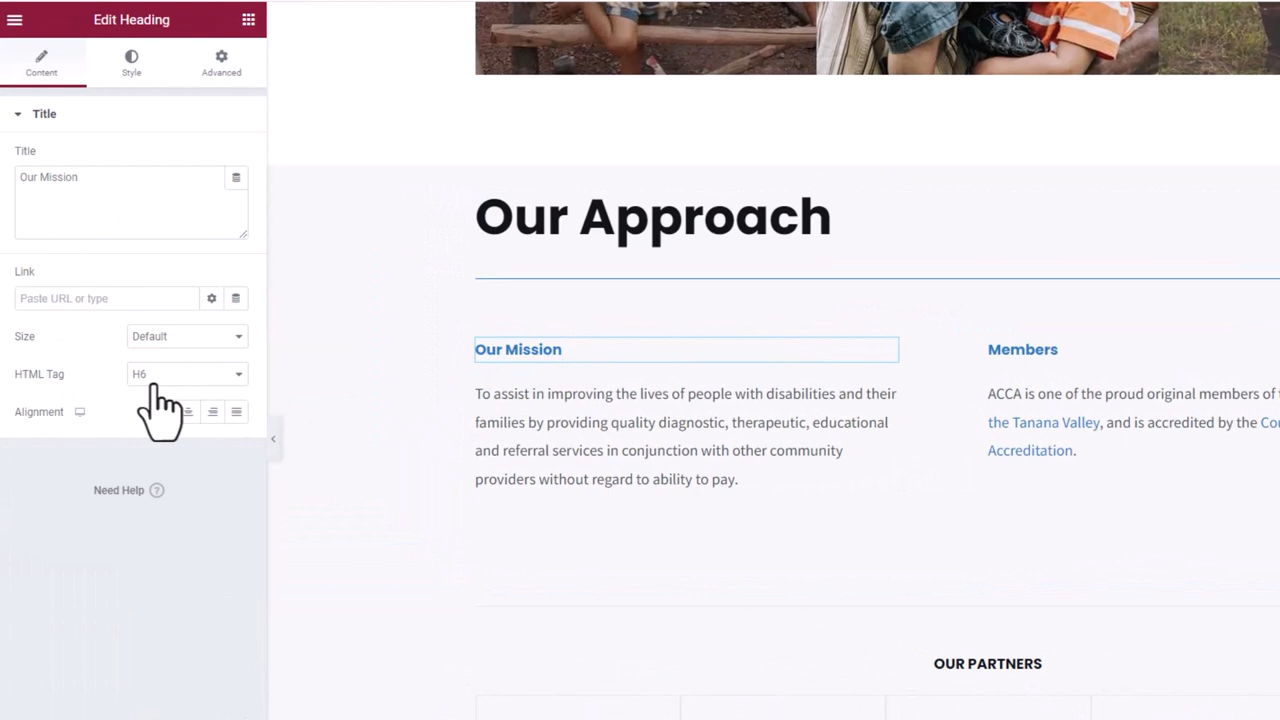 Edit Heading
Content
Style
Advanced
Title
Title
Our Mission
Link
Paste URL or type
Size
Default
HTML Tag
H6
Alignment
Need Help ?
Our Approach
Our Mission
To assist in improving the lives of people with disabilities and their
families by providing quality diagnostic, therapeutic, educational
and referral services in conjunction with other community
providers without regard to ability to pay.
Members
ACCA is one of the proud original members of
the Tanana Valley, and is accredited by the
Accreditation.
OUR PARTNERS